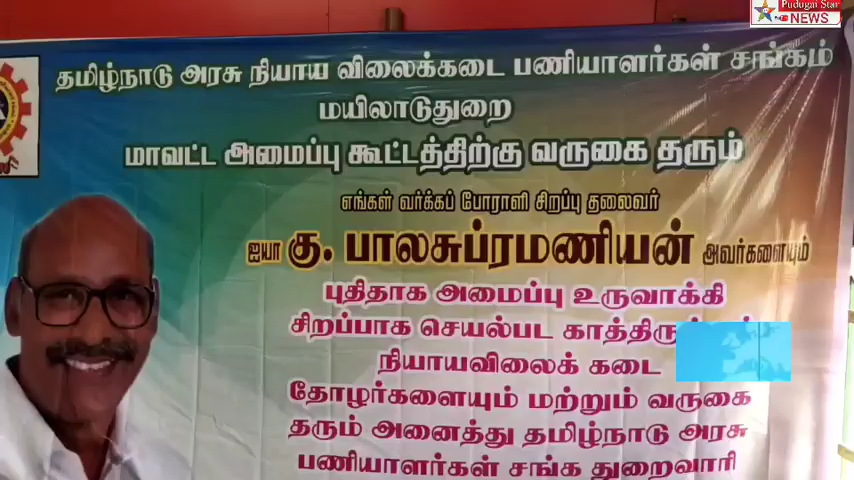 Pudugai Star
NEWS
தமிழ்நாடு அரசு நியாய விலைக்கடை பணியாளர்கள் சங்கம்
மயிலாடுதுறை
மாவட்ட அமைப்பு கூட்டத்திற்கு வருகை தரும்
எங்கள் வர்க்கப் போராளி சிறப்பு தலைவர்
ஐயா கு. பாலசுப்ரமணியன் அவர்களையும்
புதிதாக அமைப்பு உருவாக்கி
சிறப்பாக செயல்பட
நியாயவிலைக் கடை
தோழர்களையும் மற்றும் வருகை
தரும் அனைத்து தமிழ்நாடு அரசு
பணியாளர்கள் சங்க துறைவாரி